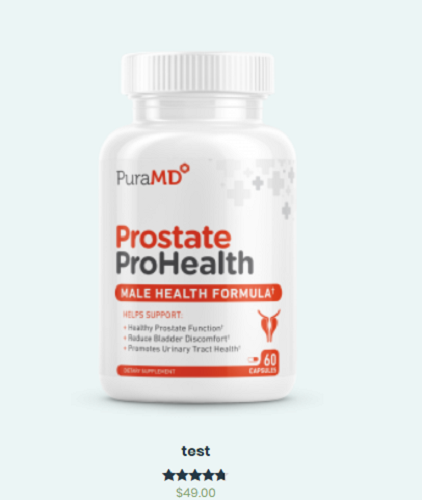 PuraMD
Prostate
ProHealth
MALE HEALTH FORMULA†
HELPS SUPPORT:
+ Healthy Prostate Function†
+ Reduce Bladder Discomfort†
+ Promotes Urinary Tract Health†
60
CAPSULES
DIETARY SUPPLEMENT
test
$49.00